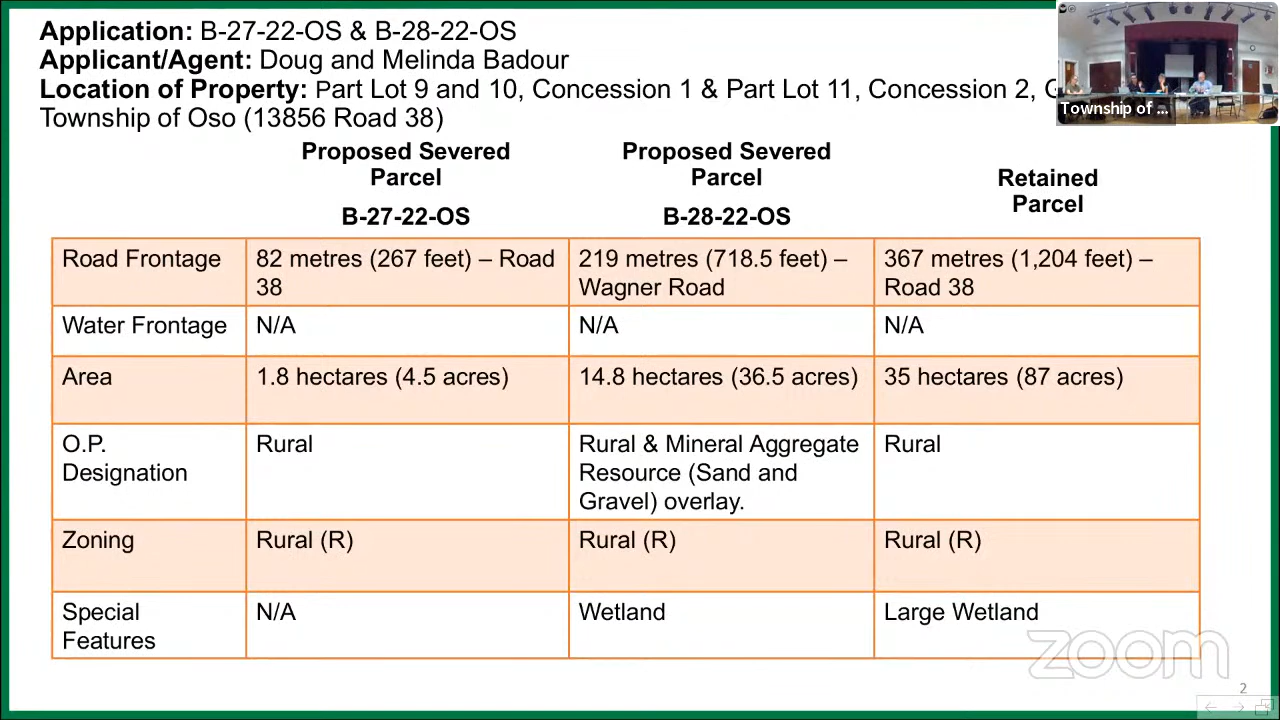 Application: B-27-22-OS & B-28-22-OS
Applicant/Agent: Doug and Melinda Badour
Location of Property: Part Lot 9 and 10, Concession 1 & Part Lot 11, Concession 2,
Township of Oso (13856 Road 38)
Township of ...
Proposed Severed
Parcel
B-27-22-OS
Proposed Severed
Parcel
B-28-22-OS
Retained
Parcel
Road Frontage
82 metres (267 feet) – Road
38
219 metres (718.5 feet) –
Wagner Road
367 metres (1,204 feet) –
Road 38
Water Frontage
N/A
N/A
N/A
Area
1.8 hectares (4.5 acres)
14.8 hectares (36.5 acres)
35 hectares (87 acres)
O.P.
Designation
Rural
Rural & Mineral Aggregate
Resource (Sand and
Gravel) overlay.
Rural
Zoning
Rural (R)
Rural (R)
Rural (R)
Special
Features
N/A
Wetland
Large Wetland
zoom
2